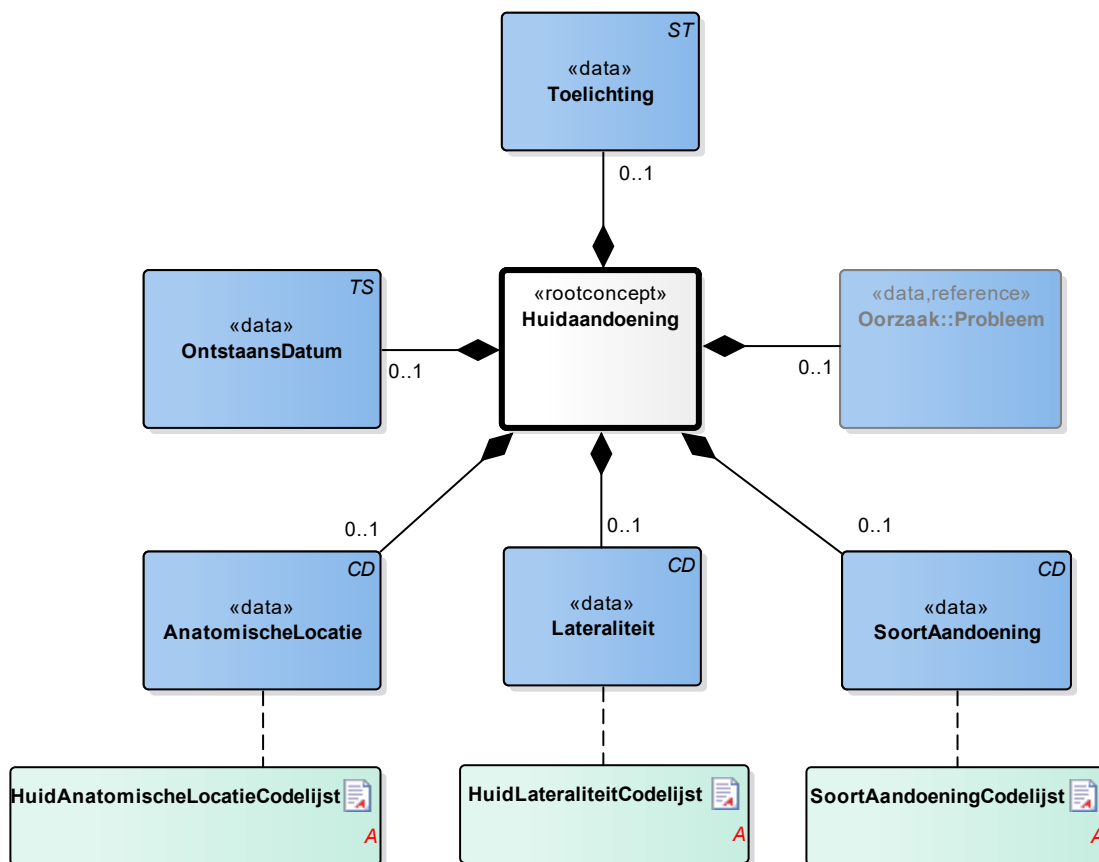 ST
«data»
Toelichting
0..1
TS
«data»
OntstaansDatum
0..1
«rootconcept»
Huidaandoening
«data,reference»
Oorzaak::Probleem
0..1
0..1
0..1
0..1
CD
«data»
AnatomischeLocatie
CD
«data»
Lateraliteit
CD
«data»
SoortAandoening
HuidAnatomischeLocatieCodelijst
A
HuidLateraliteitCodelijst
A
SoortAandoeningCodelijst
A